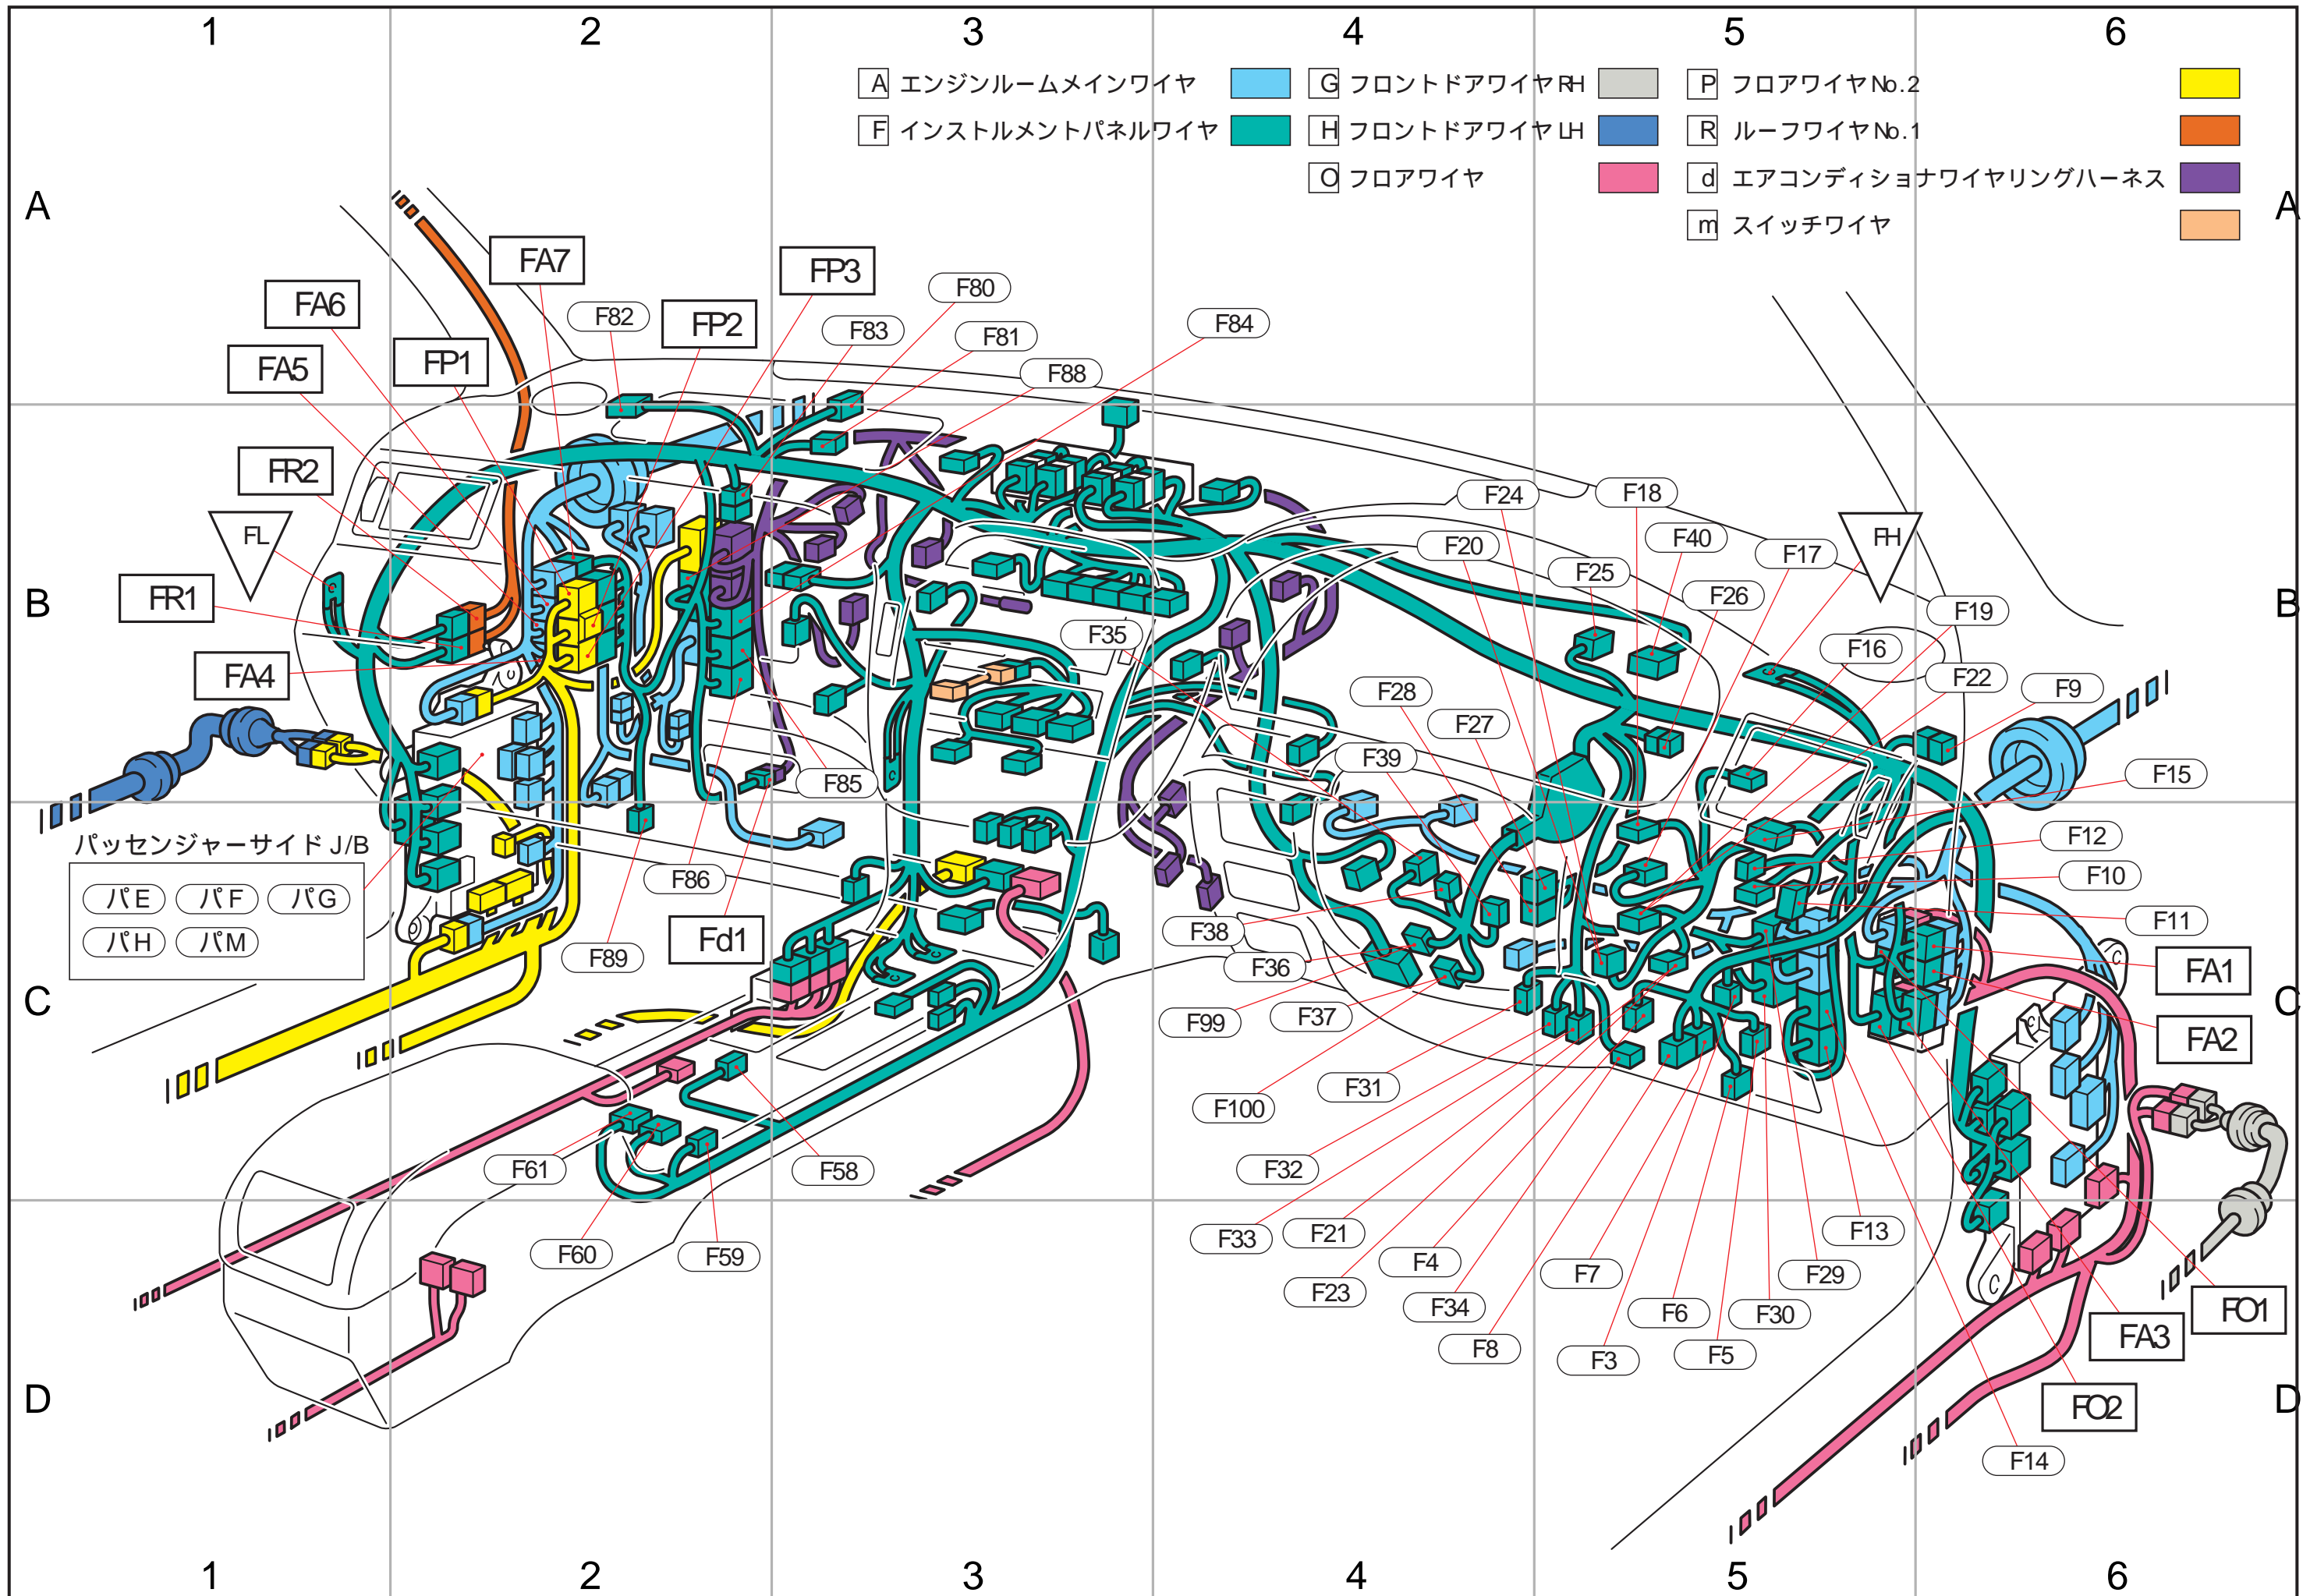 1 2 3 4 5 6
A エンジンルームメインワイヤ G フロントドアワイヤRH P フロアワイヤNo.2
F インストルメントパネルワイヤ H フロントドアワイヤLH R ルーフワイヤNo.1
O フロアワイヤ d エアコンディショナワイヤリングハーネス
A A
m スイッチワイヤ
FA7
FP3
F80
FA6
F82
FP2
F83
F84
F81
FA5
FP1
F88
FR2
F24
F18
FL
F40
FH
F20
F17
F25
FR1
B B
F26
F19
F35
F16
FA4
F28
F22
F9
F27
F39
F85
F15
パッセンジャーサイドJ/B
F12
F86
F10
パE パF パG
F11
F38
パH パM
Fd1
F89
F36
FA1
C C
F99
F37
FA2
F100
F31
F61
F58
F32
F33
F21
F13
F60
F59
F4
F7
F29
F23
F34
F6
F30
FO1
FA3
F8
F3
F5
D D
FO2
F14
C
C
C
C
C
C
1 2 3 4 5 6